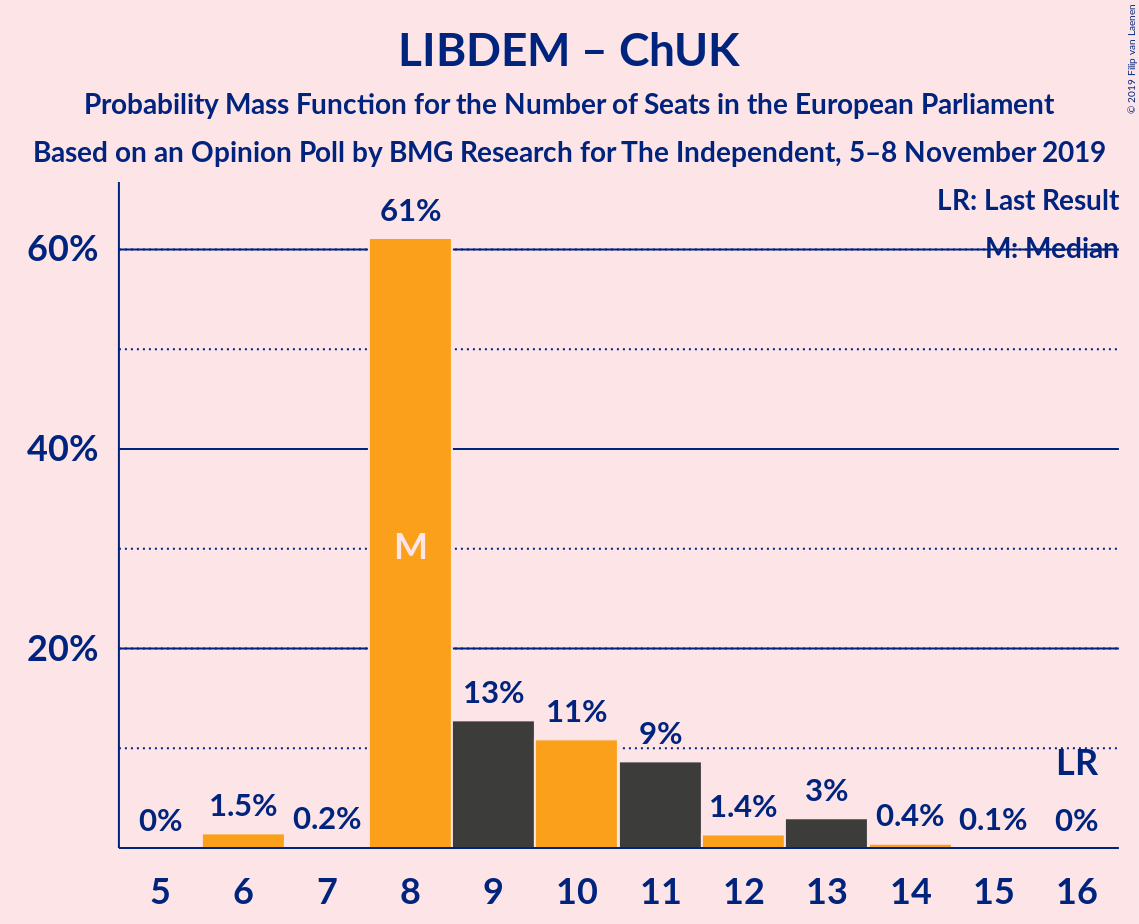 LIBDEM – ChUK
Probability Mass Function for the Number of Seats in the European Parliament
Based on an Opinion Poll by BMG Research for The Independent, 5–8 November 2019
© 2019 Filip van Laenen
LR: Last Result
M: Median
60%
40%
20%
61%
M
13%
11%
9%
LR
0%
1.5%
0.2%
1.4%
3%
0.4%
0.1%
0%
5 6 7 8 9 10 11 12 13 14 15 16